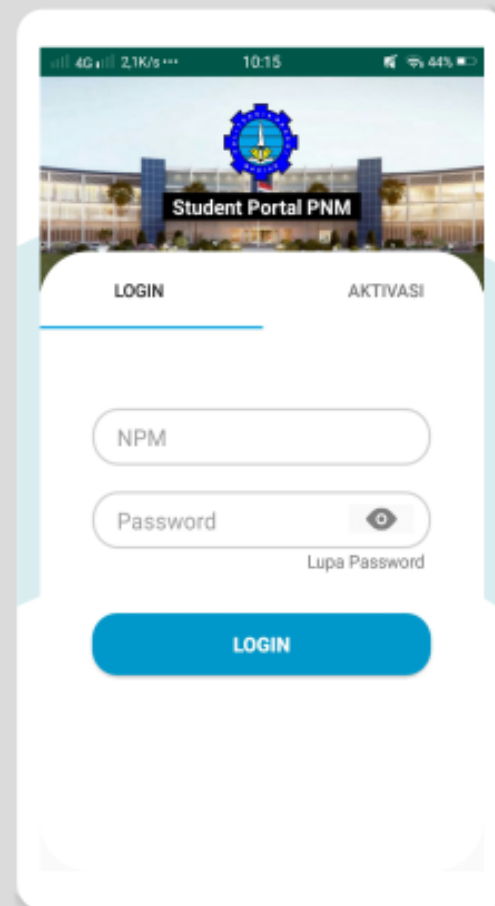 4G 2,1K/s ... 10:15 44%
Student Portal PNM
LOGIN AKTIVASI
NPM
Password
Lupa Password
LOGIN